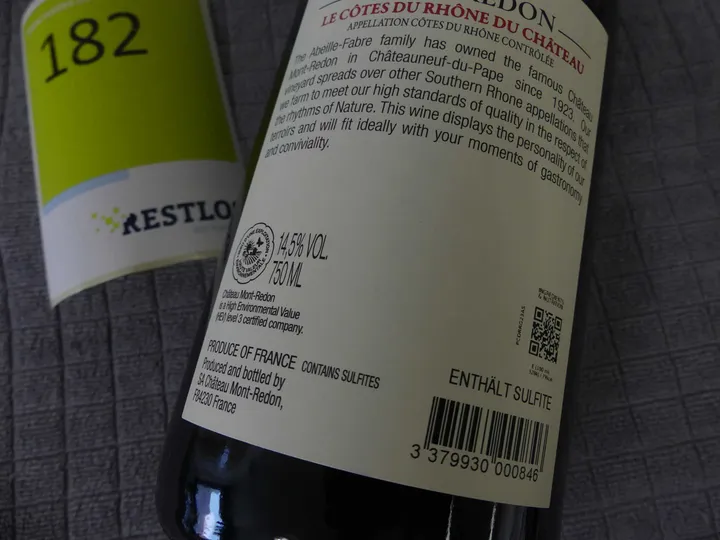 182
RESTLO
REDON
LE CÔTES DU RHÔNE DU CHÂTEAU
APPELLATION CÔTES DU RHÔNE CONTRÔLÉE
The Abeille-Fabre family has owned the famous Château
Mont-Redon in Châteauneuf-du-Pape since 1923. Our
vineyard spreads over other Southern Rhone appellations that
we farm to meet our high standards of quality in the respect of
the rhythms of Nature. This wine displays the personality of our
terroirs and will fit ideally with your moments of gastronomy
and conviviality.
14,5% VOL.
750 ML
Château Mont-Redon
is a High Environmental Value
(HEV) level 3 certified company.
PRODUCE OF FRANCE CONTAINS SULFITES
Produced and bottled by
SA Château Mont-Redon,
F84230 France
ENTHÄLT SULFITE
3 379930 000846